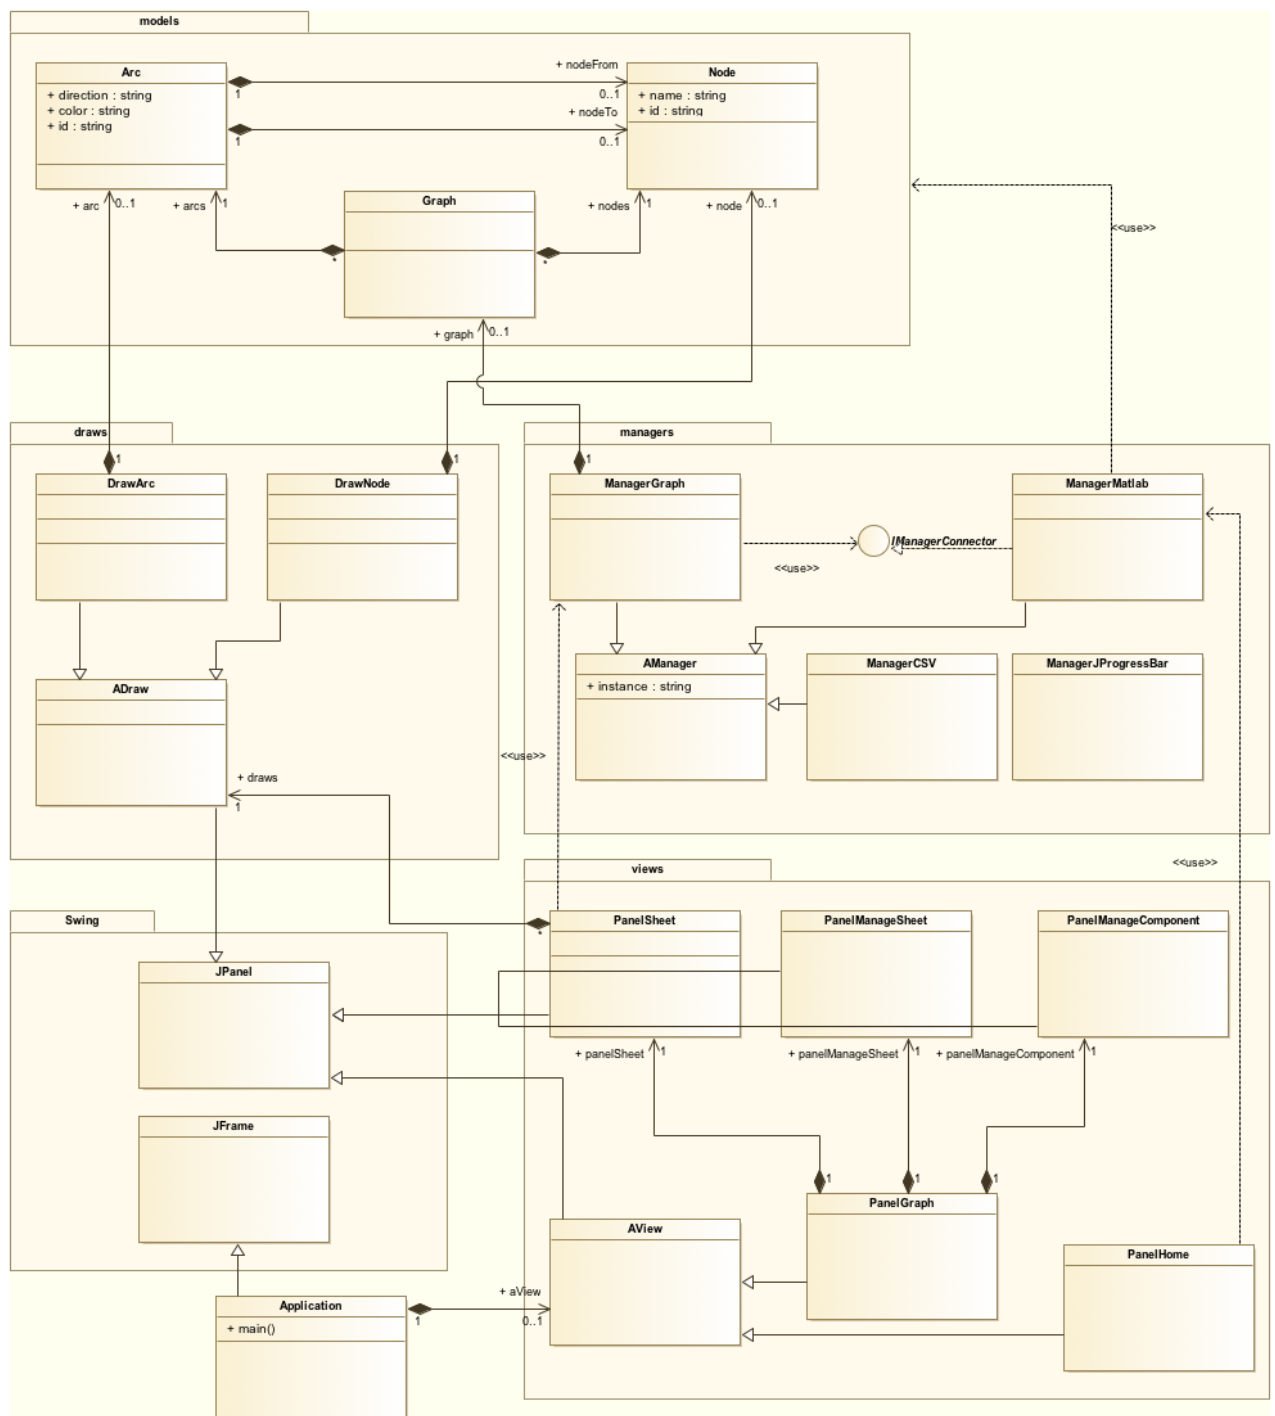 models
Arc
+ direction : string
+ color : string
+ id : string
+ nodeFrom
1
0..1
+ nodeTo
1
0..1
Node
+ name : string
+ id : string
+ arc
0..1
+ arcs
1
Graph
*
*
+ nodes
1
+ node
0..1
<<use>>
+ graph
0..1
draws
managers
1
1
1
DrawArc
DrawNode
ManagerGraph
ManagerMatlab
IManagerConnector
<<use>>
AManager
+ instance : string
ManagerCSV
ManagerJProgressBar
ADraw
<<use>>
+ draws
1
<<use>>
views
Swing
*
PanelSheet
PanelManageSheet
PanelManageComponent
JPanel
+ panelSheet
1
+ panelManageSheet
1
+ panelManageComponent
1
JFrame
1
1
1
PanelGraph
AView
PanelHome
+ aView
1
0..1
Application
+ main()